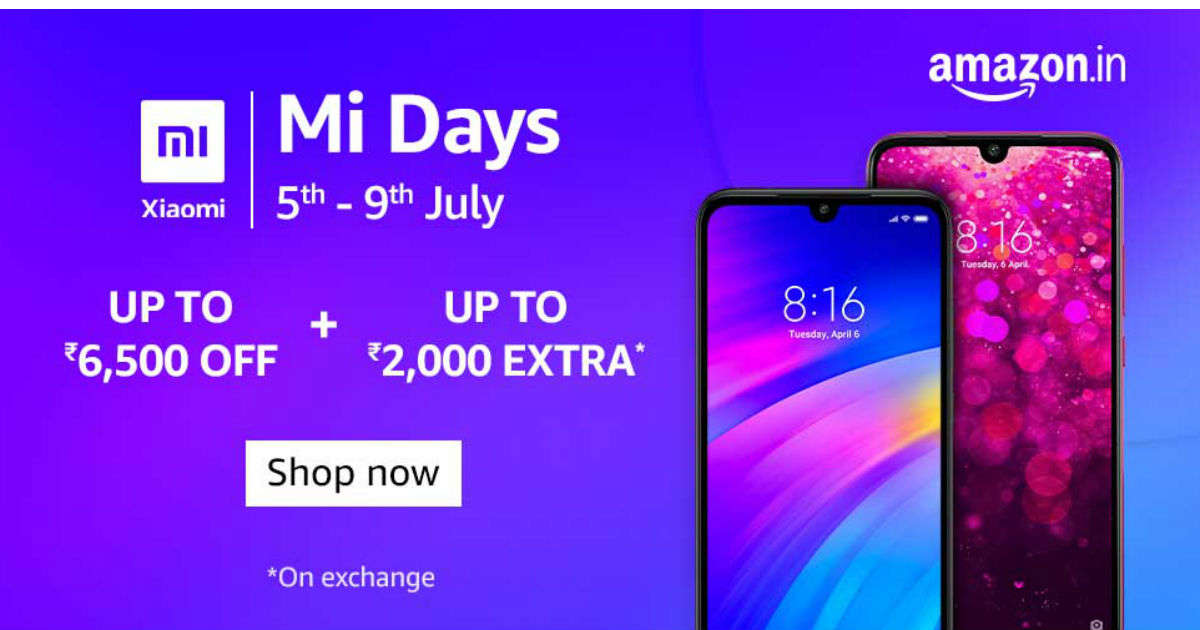 amazon.in
mi
Xiaomi
Mi Days
5th - 9th July
UP TO
₹6,500 OFF
+
UP TO
₹2,000 EXTRA*
Shop now
*On exchange
8:16
Tuesday, April 6
8:16
Tuesday, 6 April.